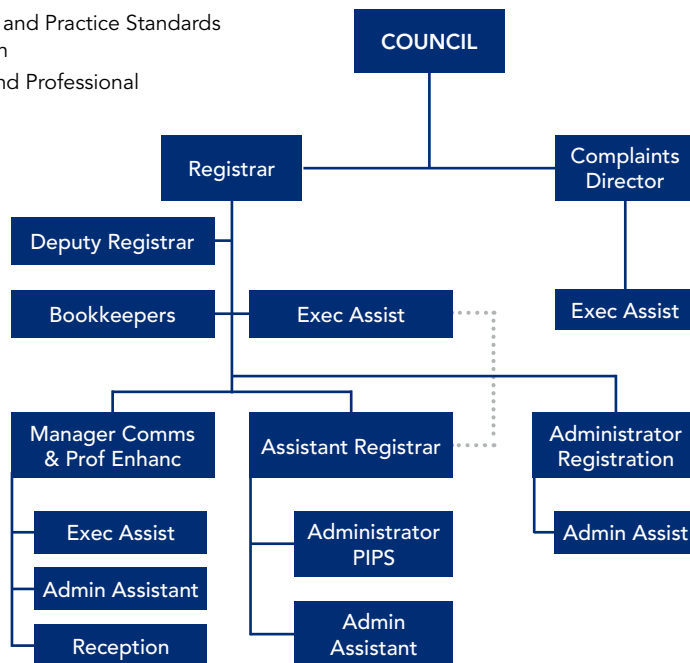 and Practice Standards
nd Professional
COUNCIL
Registrar
Complaints
Director
Deputy Registrar
Bookkeepers
Exec Assist
Exec Assist
Manager Comms
& Prof Enhanc
Assistant Registrar
Administrator
Registration
Exec Assist
Admin Assistant
Reception
Administrator
PIPS
Admin
Assistant
Admin Assist